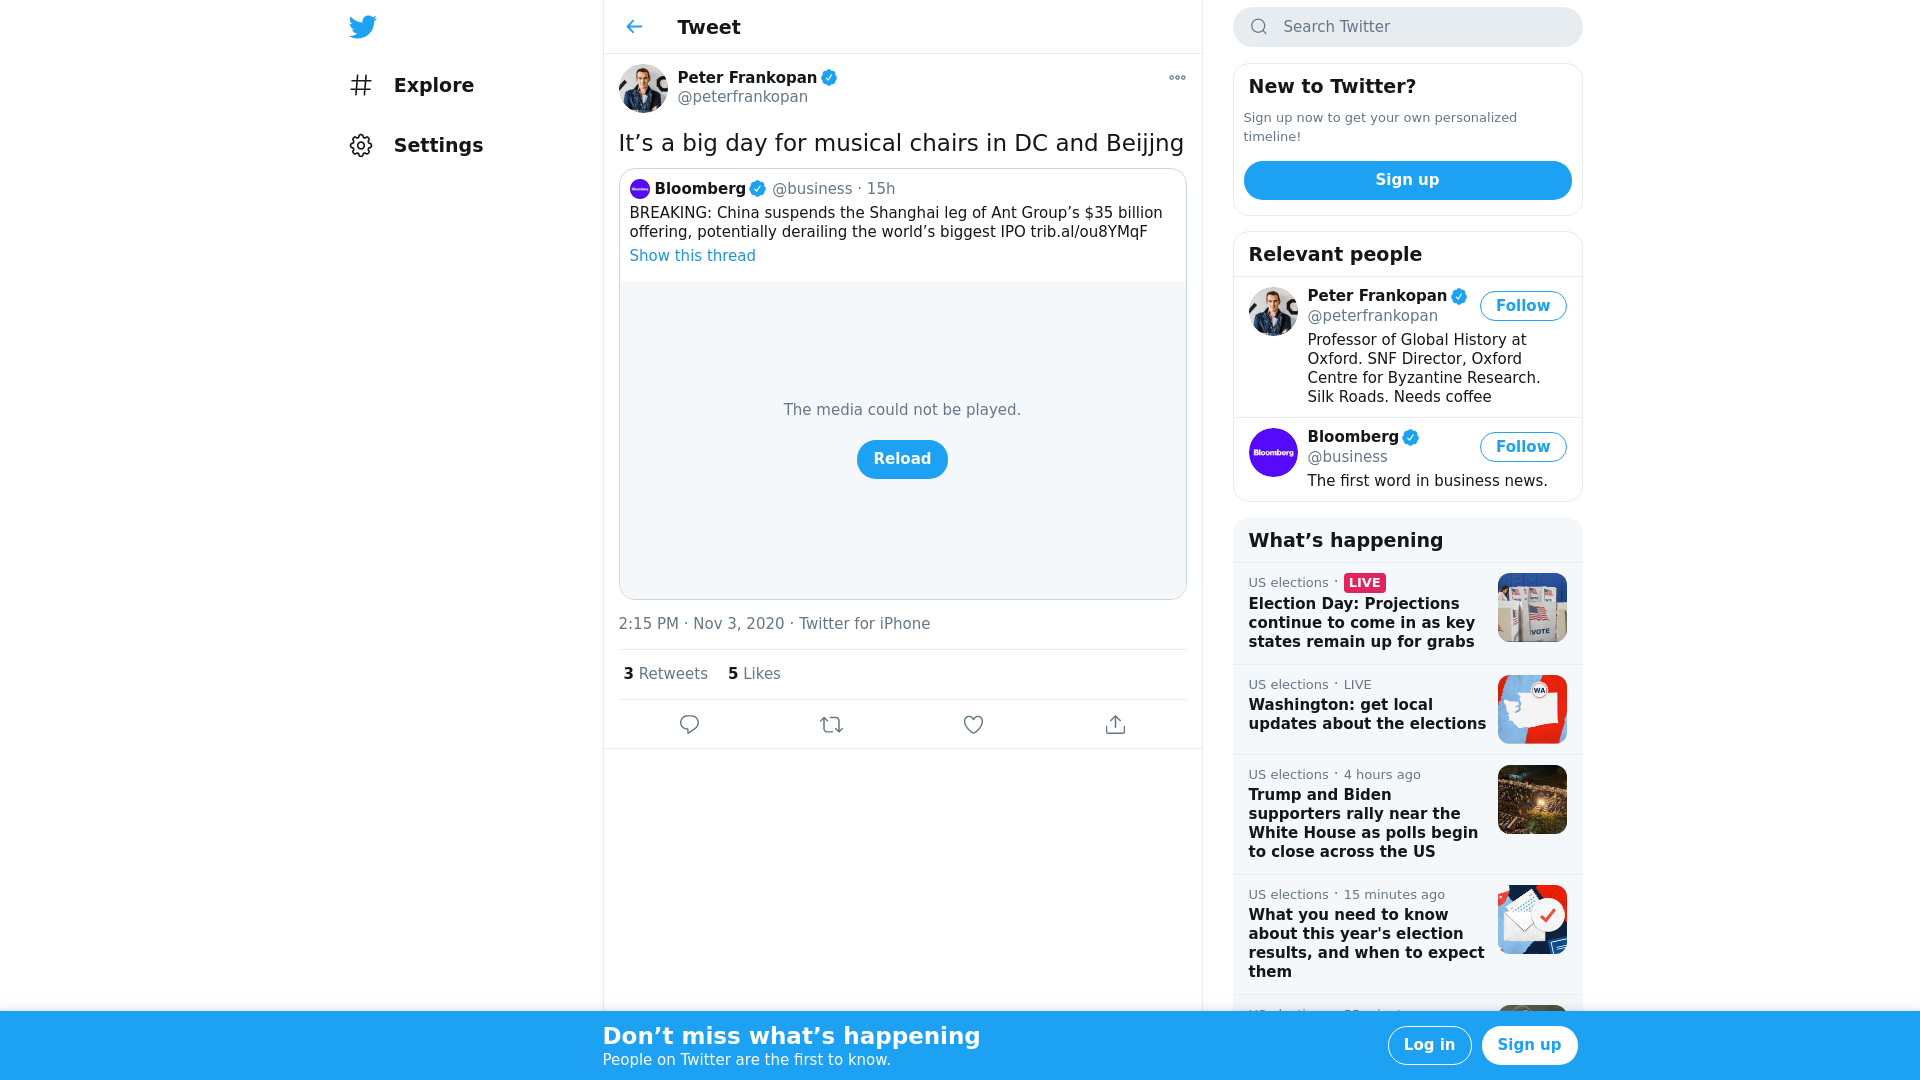 Explore
Settings
Tweet
Peter Frankopan
@peterfrankopan
It’s a big day for musical chairs in DC and Beijjng
Bloomberg @business · 15h
BREAKING: China suspends the Shanghai leg of Ant Group’s $35 billion
offering, potentially derailing the world’s biggest IPO trib.al/ou8YMqF
Show this thread
The media could not be played.
Reload
2:15 PM · Nov 3, 2020 · Twitter for iPhone
3 Retweets 5 Likes
Search Twitter
New to Twitter?
Sign up now to get your own personalized
timeline!
Sign up
Relevant people
Peter Frankopan
@peterfrankopan
Follow
Professor of Global History at
Oxford. SNF Director, Oxford
Centre for Byzantine Research.
Silk Roads. Needs coffee
Bloomberg
Bloomberg
@business
Follow
The first word in business news.
What’s happening
US elections · LIVE
Election Day: Projections
continue to come in as key
states remain up for grabs
VOTE
US elections · LIVE
Washington: get local
updates about the elections
WA
US elections · 4 hours ago
Trump and Biden
supporters rally near the
White House as polls begin
to close across the US
US elections · 15 minutes ago
What you need to know
about this year's election
results, and when to expect
them
Don’t miss what’s happening
People on Twitter are the first to know.
Log in
Sign up